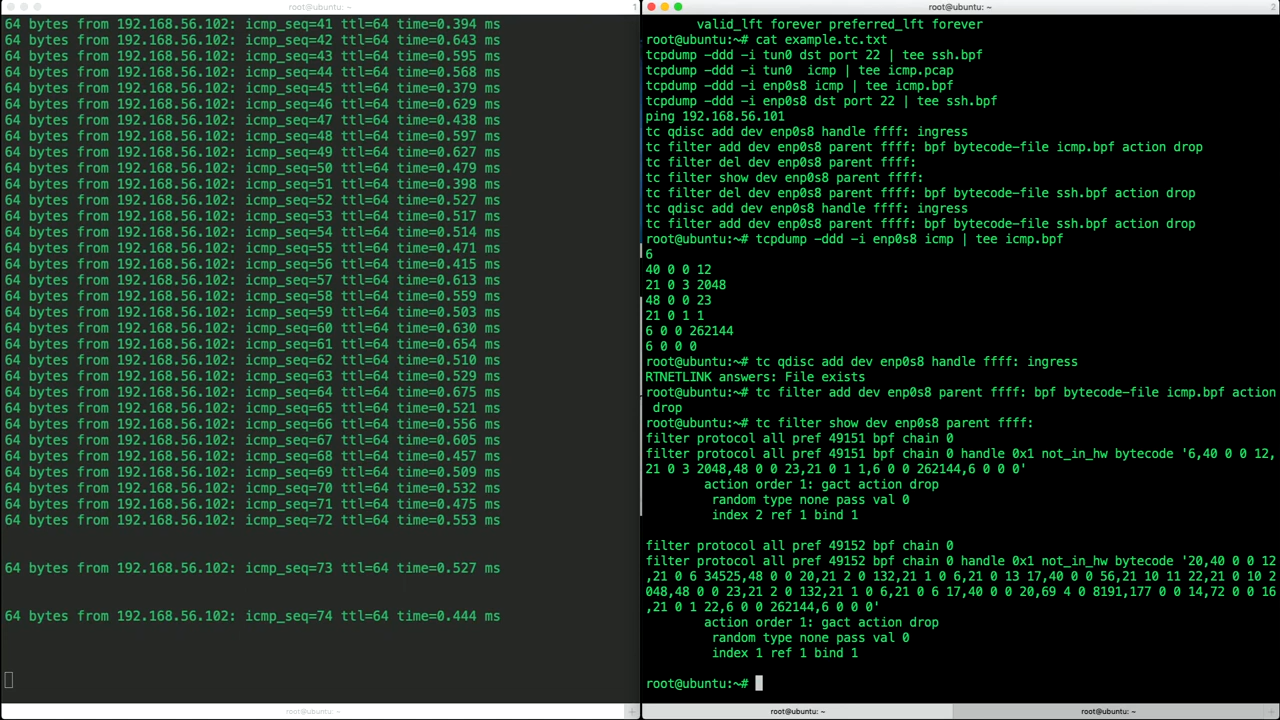 root@ubuntu: ~
1
64 bytes from 192.168.56.102: icmp_seq=41 ttl=64 time=0.394 ms
64 bytes from 192.168.56.102: icmp_seq=42 ttl=64 time=0.643 ms
64 bytes from 192.168.56.102: icmp_seq=43 ttl=64 time=0.595 ms
64 bytes from 192.168.56.102: icmp_seq=44 ttl=64 time=0.568 ms
64 bytes from 192.168.56.102: icmp_seq=45 ttl=64 time=0.379 ms
64 bytes from 192.168.56.102: icmp_seq=46 ttl=64 time=0.629 ms
64 bytes from 192.168.56.102: icmp_seq=47 ttl=64 time=0.438 ms
64 bytes from 192.168.56.102: icmp_seq=48 ttl=64 time=0.597 ms
64 bytes from 192.168.56.102: icmp_seq=49 ttl=64 time=0.627 ms
64 bytes from 192.168.56.102: icmp_seq=50 ttl=64 time=0.479 ms
64 bytes from 192.168.56.102: icmp_seq=51 ttl=64 time=0.398 ms
64 bytes from 192.168.56.102: icmp_seq=52 ttl=64 time=0.527 ms
64 bytes from 192.168.56.102: icmp_seq=53 ttl=64 time=0.517 ms
64 bytes from 192.168.56.102: icmp_seq=54 ttl=64 time=0.514 ms
64 bytes from 192.168.56.102: icmp_seq=55 ttl=64 time=0.471 ms
64 bytes from 192.168.56.102: icmp_seq=56 ttl=64 time=0.415 ms
64 bytes from 192.168.56.102: icmp_seq=57 ttl=64 time=0.613 ms
64 bytes from 192.168.56.102: icmp_seq=58 ttl=64 time=0.559 ms
64 bytes from 192.168.56.102: icmp_seq=59 ttl=64 time=0.503 ms
64 bytes from 192.168.56.102: icmp_seq=60 ttl=64 time=0.630 ms
64 bytes from 192.168.56.102: icmp_seq=61 ttl=64 time=0.654 ms
64 bytes from 192.168.56.102: icmp_seq=62 ttl=64 time=0.510 ms
64 bytes from 192.168.56.102: icmp_seq=63 ttl=64 time=0.529 ms
64 bytes from 192.168.56.102: icmp_seq=64 ttl=64 time=0.675 ms
64 bytes from 192.168.56.102: icmp_seq=65 ttl=64 time=0.521 ms
64 bytes from 192.168.56.102: icmp_seq=66 ttl=64 time=0.556 ms
64 bytes from 192.168.56.102: icmp_seq=67 ttl=64 time=0.605 ms
64 bytes from 192.168.56.102: icmp_seq=68 ttl=64 time=0.457 ms
64 bytes from 192.168.56.102: icmp_seq=69 ttl=64 time=0.509 ms
64 bytes from 192.168.56.102: icmp_seq=70 ttl=64 time=0.532 ms
64 bytes from 192.168.56.102: icmp_seq=71 ttl=64 time=0.475 ms
64 bytes from 192.168.56.102: icmp_seq=72 ttl=64 time=0.553 ms
64 bytes from 192.168.56.102: icmp_seq=73 ttl=64 time=0.527 ms
64 bytes from 192.168.56.102: icmp_seq=74 ttl=64 time=0.444 ms
root@ubuntu: ~
root@ubuntu: ~
2
valid_lft forever preferred_lft forever
root@ubuntu:~# cat example.tc.txt
tcpdump -ddd -i tun0 dst port 22 | tee ssh.bpf
tcpdump -ddd -i tun0  icmp | tee icmp.pcap
tcpdump -ddd -i enp0s8 icmp | tee icmp.bpf
tcpdump -ddd -i enp0s8 dst port 22 | tee ssh.bpf
ping 192.168.56.101
tc qdisc add dev enp0s8 handle ffff: ingress
tc filter add dev enp0s8 parent ffff: bpf bytecode-file icmp.bpf action drop
tc filter del dev enp0s8 parent ffff:
tc filter show dev enp0s8 parent ffff:
tc filter del dev enp0s8 parent ffff: bpf bytecode-file ssh.bpf action drop
tc qdisc add dev enp0s8 handle ffff: ingress
tc filter add dev enp0s8 parent ffff: bpf bytecode-file ssh.bpf action drop
root@ubuntu:~# tcpdump -ddd -i enp0s8 icmp | tee icmp.bpf
6
40 0 0 12
21 0 3 2048
48 0 0 23
21 0 1 1
6 0 0 262144
6 0 0 0
root@ubuntu:~# tc qdisc add dev enp0s8 handle ffff: ingress
RTNETLINK answers: File exists
root@ubuntu:~# tc filter add dev enp0s8 parent ffff: bpf bytecode-file icmp.bpf action
drop
root@ubuntu:~# tc filter show dev enp0s8 parent ffff:
filter protocol all pref 49151 bpf chain 0
filter protocol all pref 49151 bpf chain 0 handle 0x1 not_in_hw bytecode '6,40 0 0 12,
21 0 3 2048,48 0 0 23,21 0 1 1,6 0 0 262144,6 0 0 0'
action order 1: gact action drop
random type none pass val 0
index 2 ref 1 bind 1
filter protocol all pref 49152 bpf chain 0
filter protocol all pref 49152 bpf chain 0 handle 0x1 not_in_hw bytecode '20,40 0 0 12
,21 0 6 34525,48 0 0 20,21 2 0 132,21 1 0 6,21 0 13 17,40 0 0 56,21 10 11 22,21 0 10 2
048,48 0 0 23,21 2 0 132,21 1 0 6,21 0 6 17,40 0 0 20,69 4 0 8191,177 0 0 14,72 0 0 16
,21 0 1 22,6 0 0 262144,6 0 0 0'
action order 1: gact action drop
random type none pass val 0
index 1 ref 1 bind 1
root@ubuntu:~#
root@ubuntu: ~
root@ubuntu: ~